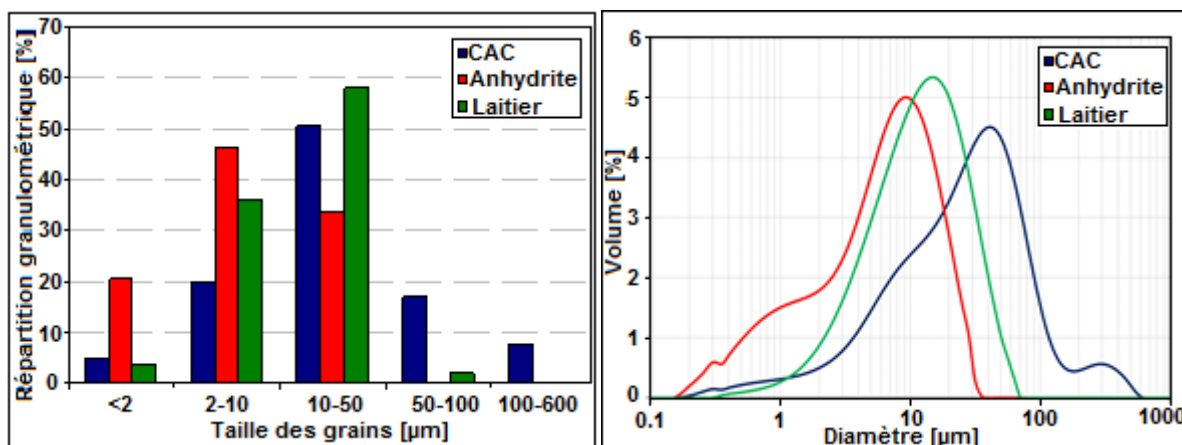 Répartition granulométrique [%]
70
60
50
40
30
20
10
0
CAC
Anhydrite
Laitier
<2 2-10 10-50 50-100 100-600
Taille des grains [µm]
Volume [%]
6
5
4
3
2
1
0
CAC
Anhydrite
Laitier
0.1 1 10 100 1000
Diamètre [µm]